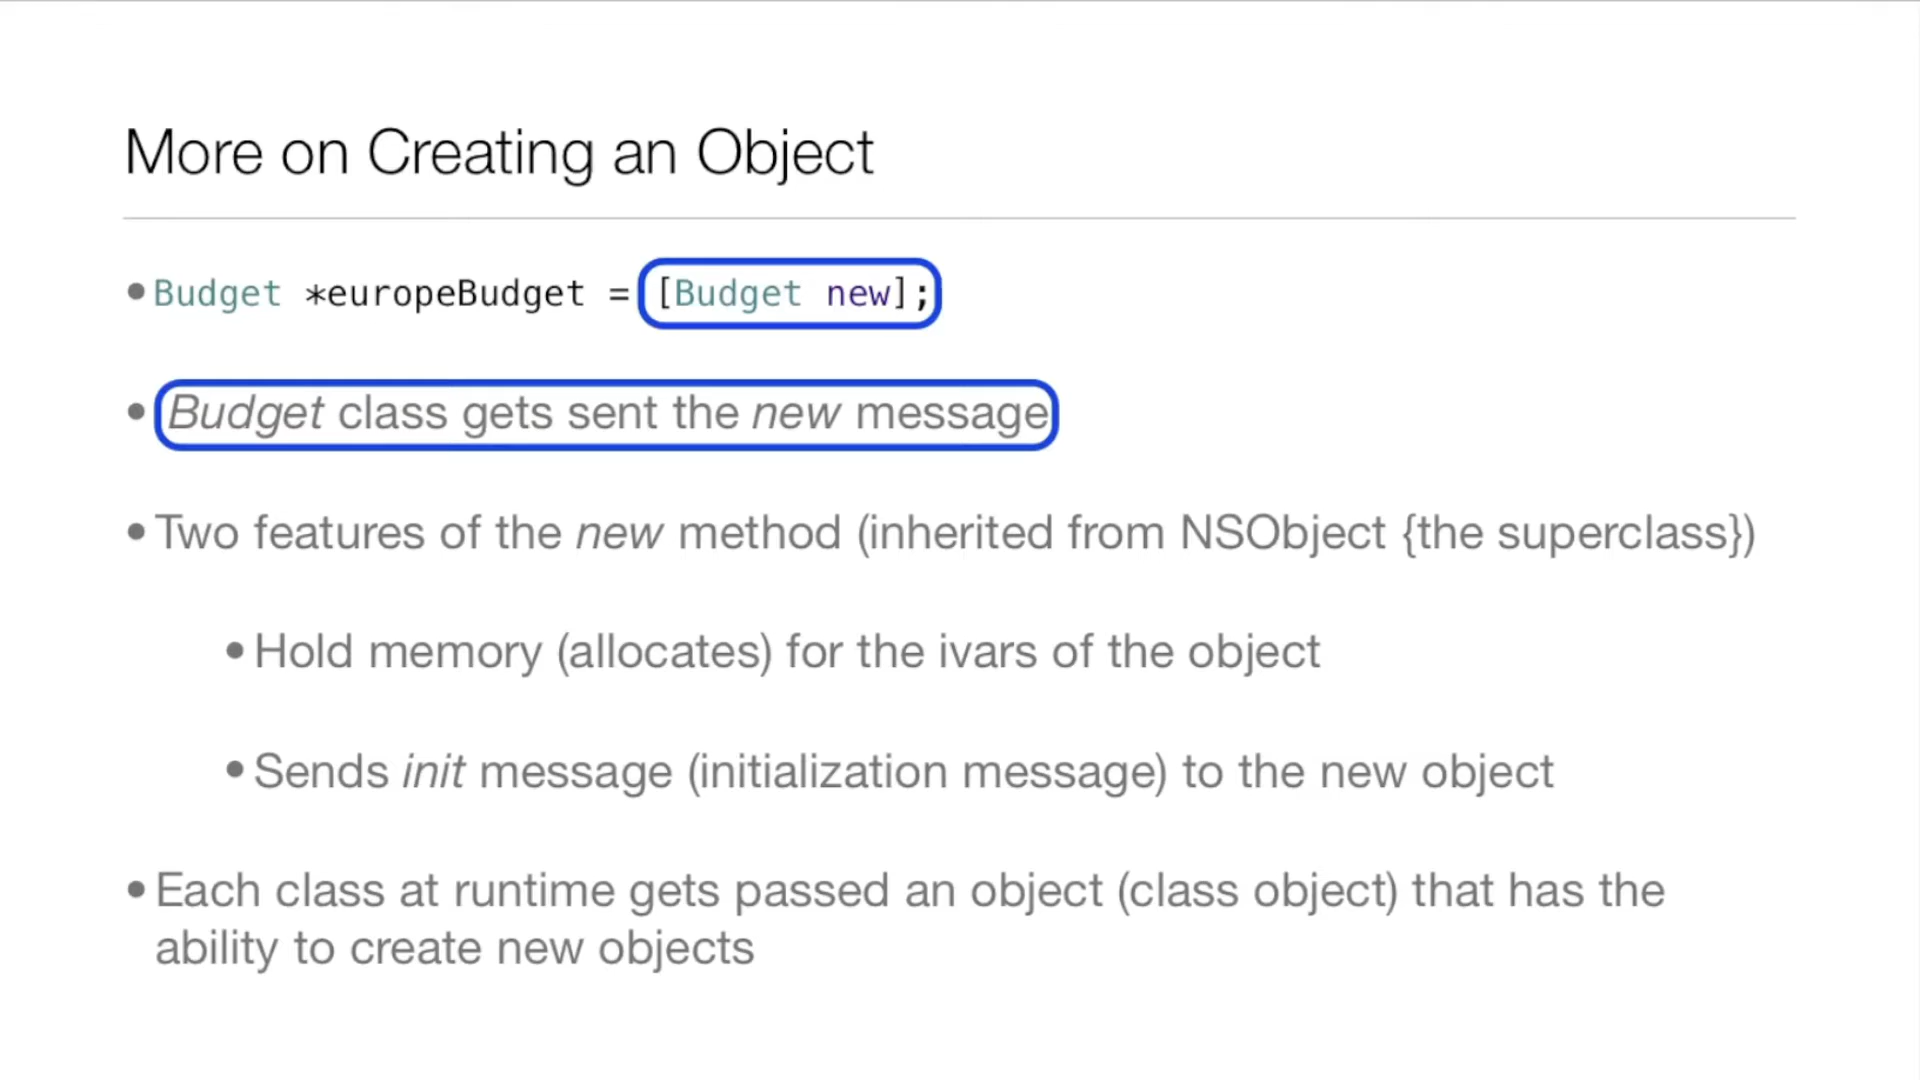 More on Creating an Object
• Budget *europeBudget = [Budget new];
• Budget class gets sent the new message
• Two features of the new method (inherited from NSObject {the superclass})
• Hold memory (allocates) for the ivars of the object
• Sends init message (initialization message) to the new object
• Each class at runtime gets passed an object (class object) that has the
ability to create new objects